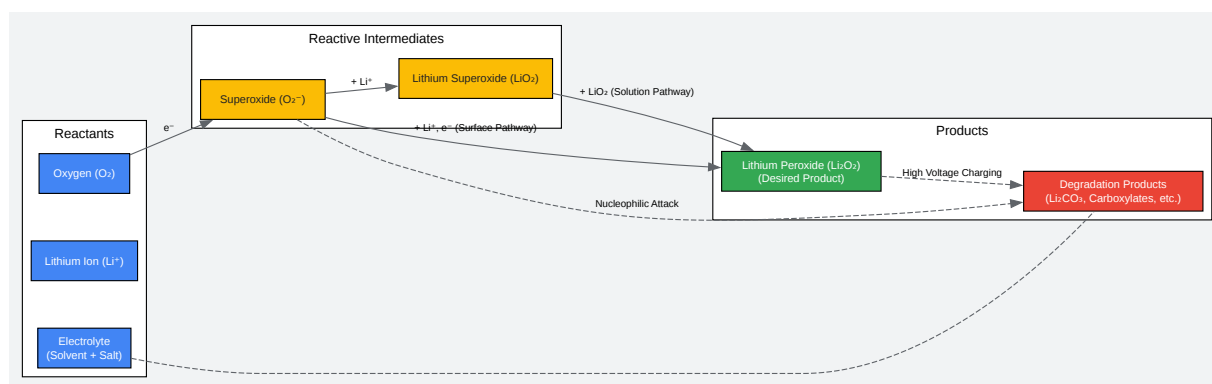 Reactive Intermediates
Lithium Superoxide (LiO₂)
+ Li⁺
Superoxide (O₂⁻)
+ LiO₂ (Solution Pathway)
e⁻
+ Li⁺, e⁻ (Surface Pathway)
Reactants
Oxygen (O₂)
Lithium Ion (Li⁺)
Electrolyte
(Solvent + Salt)
Products
Lithium Peroxide (Li₂O₂)
(Desired Product)
High Voltage Charging
Degradation Products
(Li₂CO₃, Carboxylates, etc.)
Nucleophilic Attack